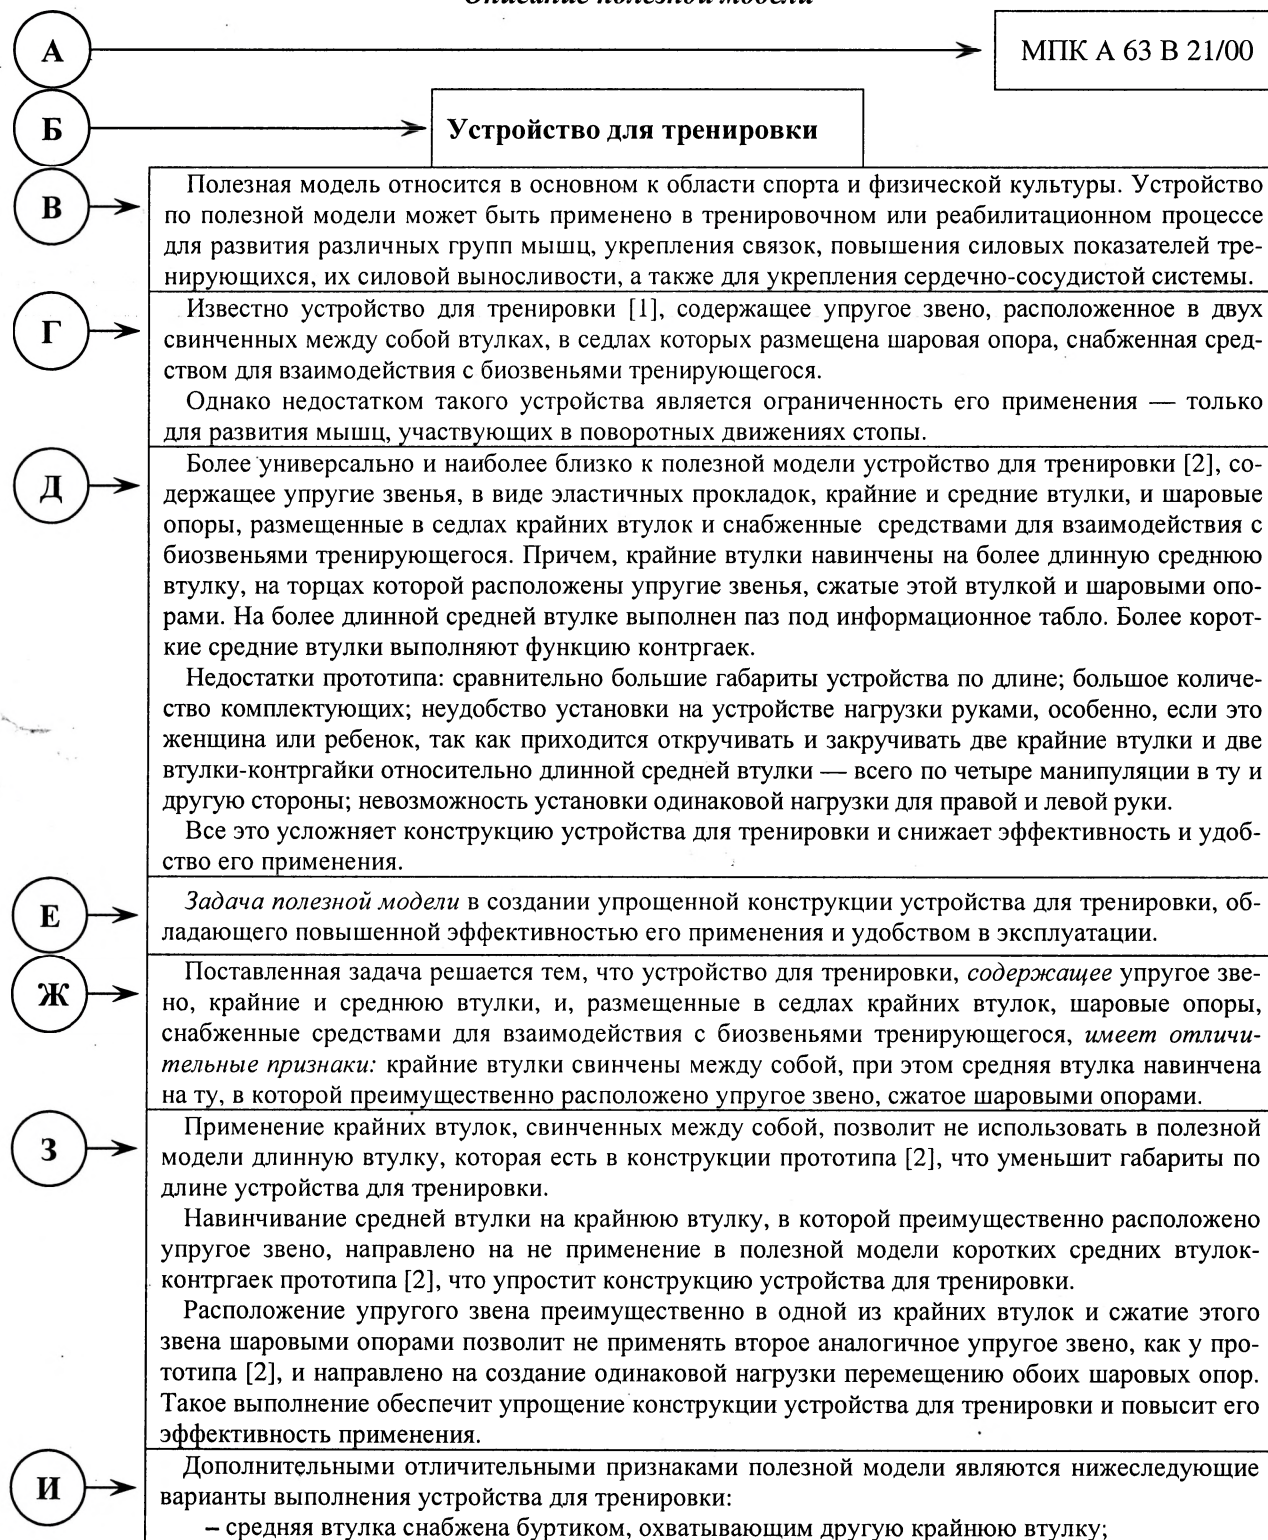 Описание полезной модели
А
МПК А 63 В 21/00
Б
Устройство для тренировки
В
Полезная модель относится в основном к области спорта и физической культуры. Устройство
по полезной модели может быть применено в тренировочном или реабилитационном процессе
для развития различных групп мышц, укрепления связок, повышения силовых показателей тре-
нирующихся, их силовой выносливости, а также для укрепления сердечно-сосудистой системы.
Г
Известно устройство для тренировки [1], содержащее упругое звено, расположенное в двух
свинченных между собой втулках, в седлах которых размещена шаровая опора, снабженная сред-
ством для взаимодействия с биозвеньями тренирующегося.
Однако недостатком такого устройства является ограниченность его применения — только
для развития мышц, участвующих в поворотных движениях стопы.
Д
Более универсально и наиболее близко к полезной модели устройство для тренировки [2], со-
держащее упругие звенья, в виде эластичных прокладок, крайние и средние втулки, и шаровые
опоры, размещенные в седлах крайних втулок и снабженные средствами для взаимодействия с
биозвеньями тренирующегося. Причем, крайние втулки навинчены на более длинную среднюю
втулку, на торцах которой расположены упругие звенья, сжатые этой втулкой и шаровыми опо-
рами. На более длинной средней втулке выполнен паз под информационное табло. Более корот-
кие средние втулки выполняют функцию контргаек.
Недостатки прототипа: сравнительно большие габариты устройства по длине; большое количе-
ство комплектующих; неудобство установки на устройстве нагрузки руками, особенно, если это
женщина или ребенок, так как приходится откручивать и закручивать две крайние втулки и две
втулки-контргайки относительно длинной средней втулки — всего по четыре манипуляции в ту и
другую стороны; невозможность установки одинаковой нагрузки для правой и левой руки.
Все это усложняет конструкцию устройства для тренировки и снижает эффективность и удоб-
ство его применения.
Е
Задача полезной модели в создании упрощенной конструкции устройства для тренировки, об-
ладающего повышенной эффективностью его применения и удобством в эксплуатации.
Ж
Поставленная задача решается тем, что устройство для тренировки, содержащее упругое зве-
но, крайние и среднюю втулки, и, размещенные в седлах крайних втулок, шаровые опоры,
снабженные средствами для взаимодействия с биозвеньями тренирующегося, имеет отличи-
тельные признаки: крайние втулки свинчены между собой, при этом средняя втулка навинчена
на ту, в которой преимущественно расположено упругое звено, сжатое шаровыми опорами.
З
Применение крайних втулок, свинченных между собой, позволит не использовать в полезной
модели длинную втулку, которая есть в конструкции прототипа [2], что уменьшит габариты по
длине устройства для тренировки.
Навинчивание средней втулки на крайнюю втулку, в которой преимущественно расположено
упругое звено, направлено на не применение в полезной модели коротких средних втулок-
контргаек прототипа [2], что упростит конструкцию устройства для тренировки.
Расположение упругого звена преимущественно в одной из крайних втулок и сжатие этого
звена шаровыми опорами позволит не применять второе аналогичное упругое звено, как у про-
тотипа [2], и направлено на создание одинаковой нагрузки перемещению обоих шаровых опор.
Такое выполнение обеспечит упрощение конструкции устройства для тренировки и повысит его
эффективность применения.
И
Дополнительными отличительными признаками полезной модели являются нижеследующие
варианты выполнения устройства для тренировки:
– средняя втулка снабжена буртиком, охватывающим другую крайнюю втулку;